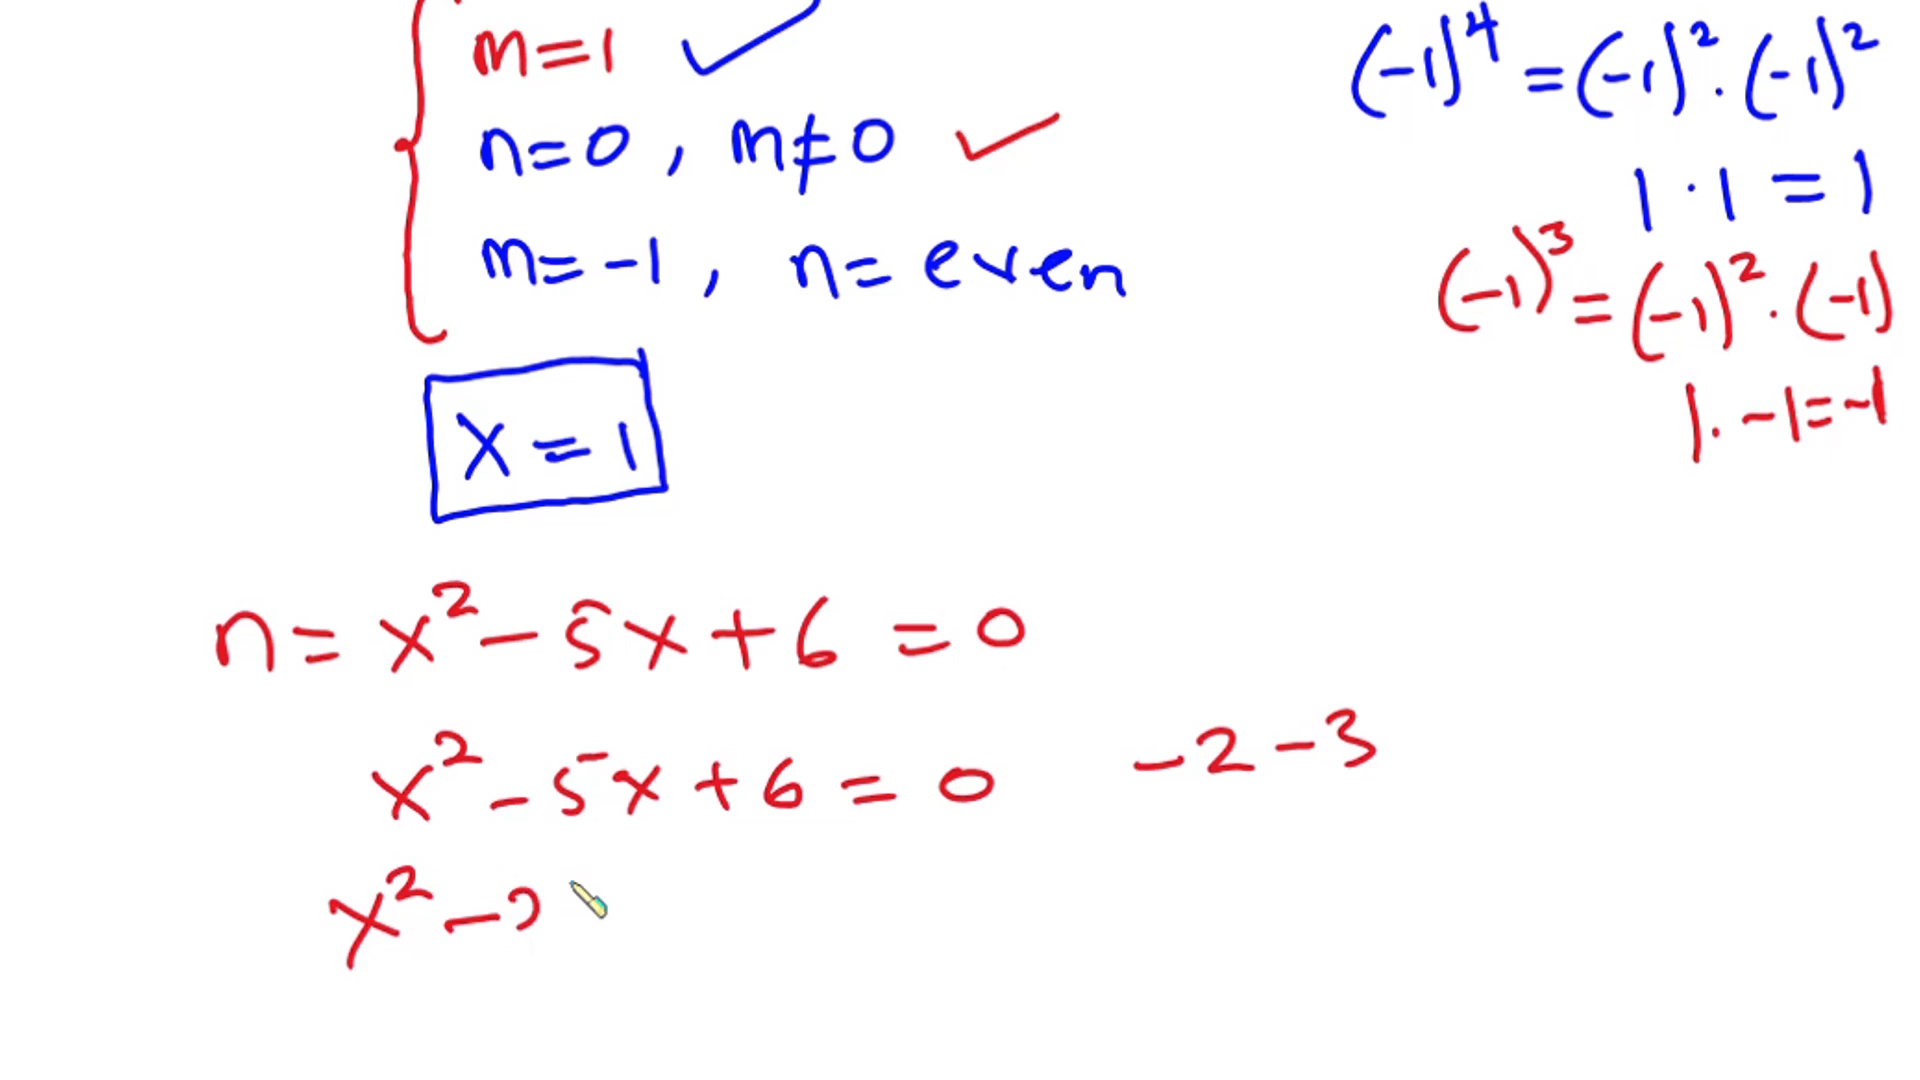 m=1
n=0, m≠0
m=-1, n=even
x=1
(-1)⁴=(-1)²·(-1)²
1·1=1
(-1)³=(-1)²·(-1)
1·-1=-1
n=x²-5x+6=0
x²-5x+6=0 -2-3
x²-2